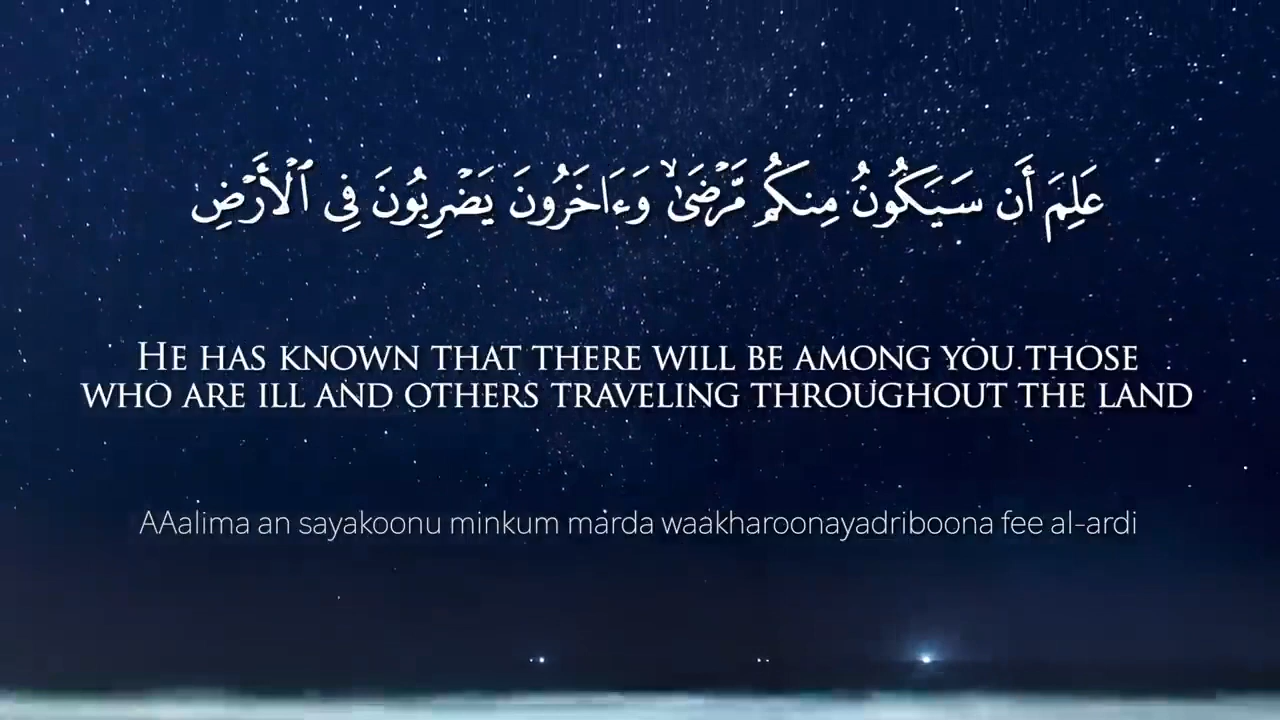 عَلِمَ أَن سَيَكُونُ مِنكُم مَّرْضَىٰ ۙ وَءَاخَرُونَ يَضْرِبُونَ فِى ٱلْأَرْضِ
HE HAS KNOWN THAT THERE WILL BE AMONG YOU THOSE
WHO ARE ILL AND OTHERS TRAVELING THROUGHOUT THE LAND
AAalima an sayakoonu minkum marda waakharoonayadriboona fee al-ardi